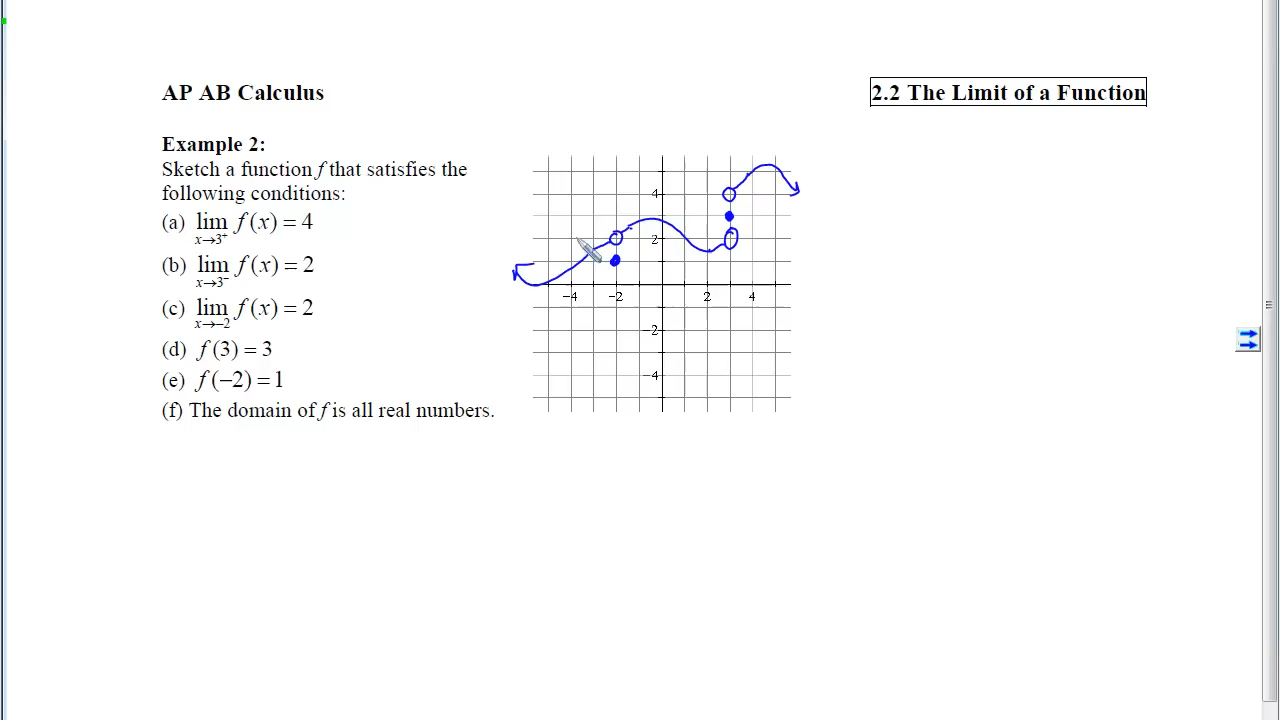 AP AB Calculus
2.2 The Limit of a Function
Example 2:
Sketch a function f that satisfies the
following conditions:
(a) lim x→3⁺ f(x) = 4
(b) lim x→3⁻ f(x) = 2
(c) lim x→−2 f(x) = 2
(d) f(3) = 3
(e) f(−2) = 1
(f) The domain of f is all real numbers.
4
2
−4 −2 2 4
−2
−4